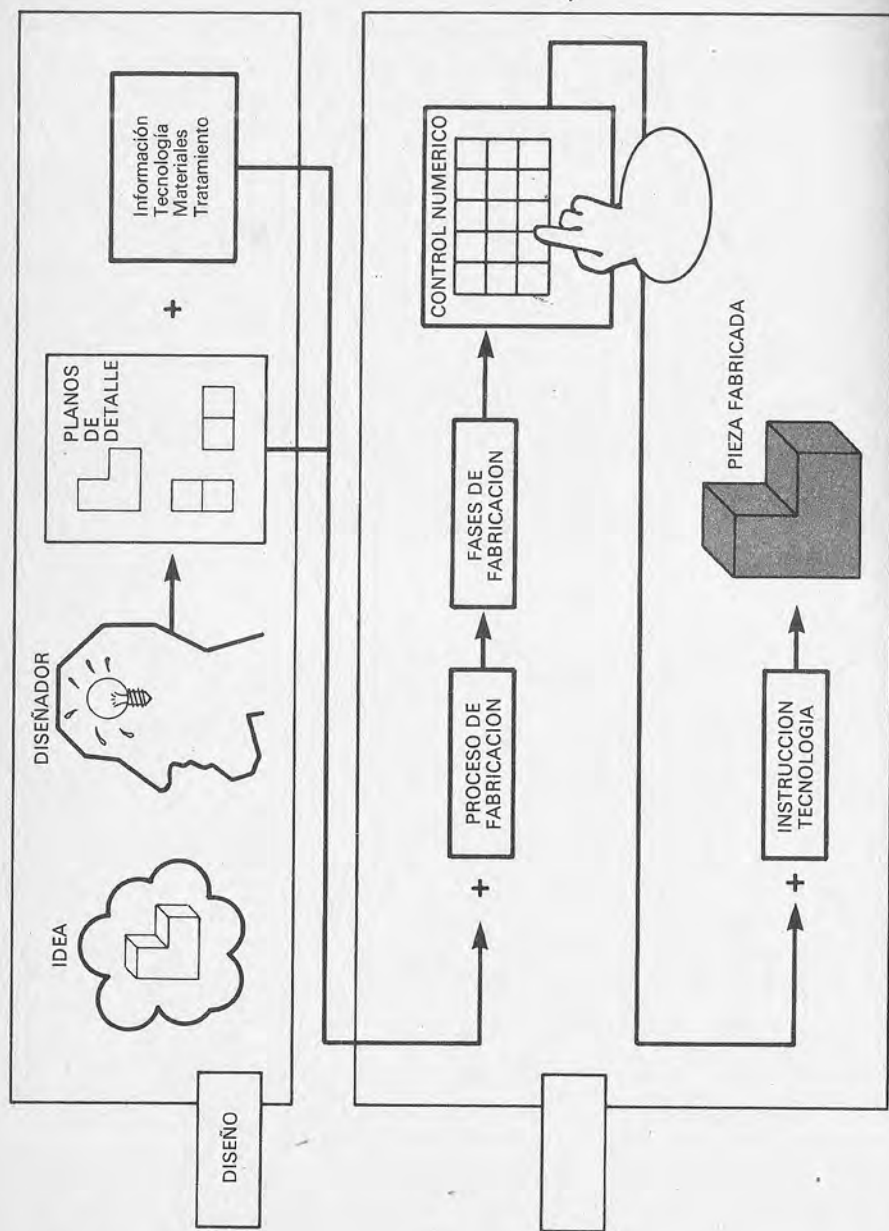 DISEÑO
IDEA
DISEÑADOR
PLANOS
DE
DETALLE
+
Información
Tecnología
Materiales
Tratamiento
+
PROCESO DE
FABRICACION
FASES DE
FABRICACION
CONTROL NUMERICO
+
INSTRUCCION
TECNOLOGIA
PIEZA FABRICADA